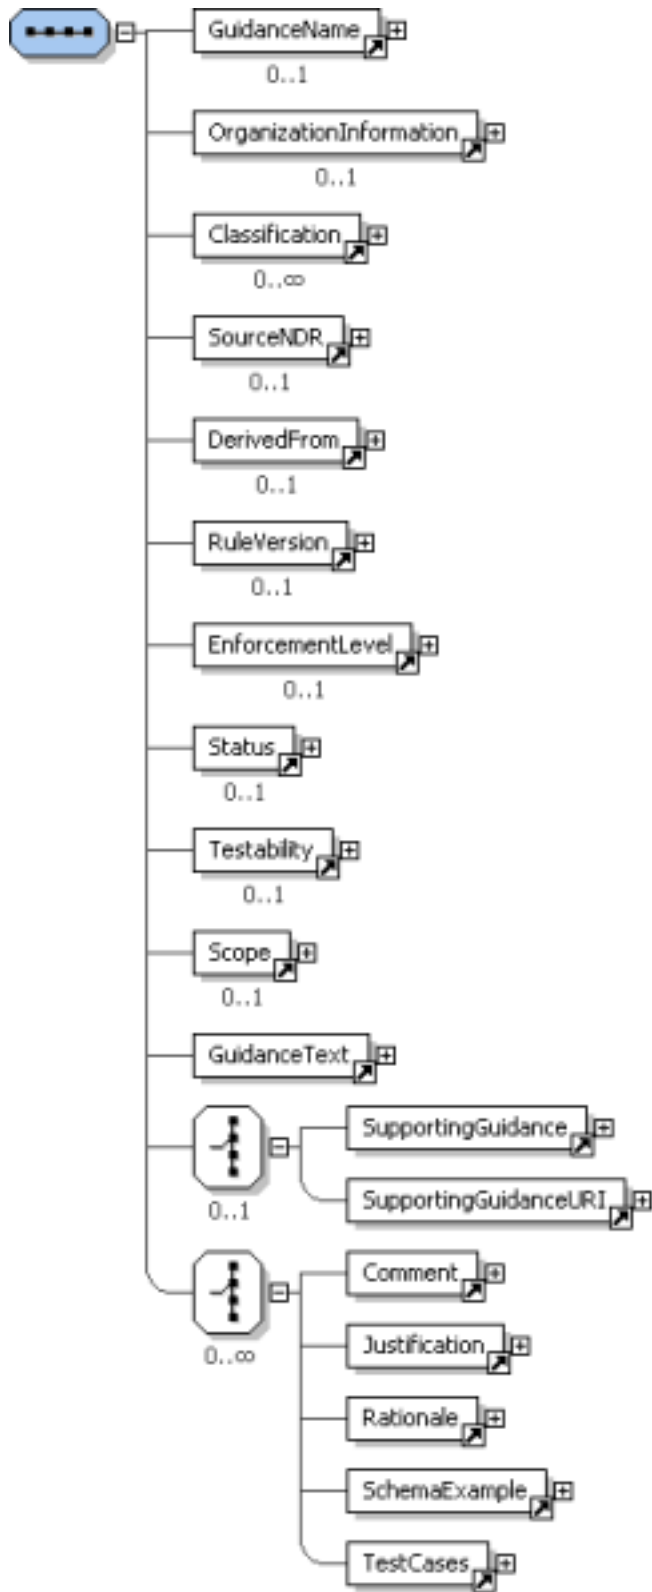 GuidanceName
0..1
OrganizationInformation
0..1
Classification
0..∞
SourceNDR
0..1
DerivedFrom
0..1
RuleVersion
0..1
EnforcementLevel
0..1
Status
0..1
Testability
0..1
Scope
0..1
GuidanceText
SupportingGuidance
SupportingGuidanceURI
0..1
Comment
Justification
0..∞
Rationale
SchemaExample
TestCases